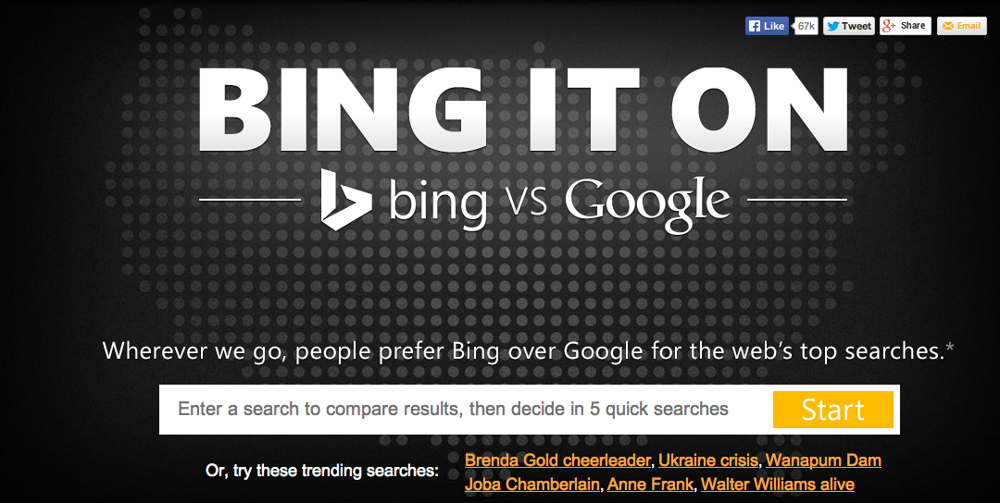 Like 67k Tweet Share Email
BING IT ON
bing VS Google
Wherever we go, people prefer Bing over Google for the web's top searches.*
Enter a search to compare results, then decide in 5 quick searches Start
Or, try these trending searches: Brenda Gold cheerleader, Ukraine crisis, Wanapum Dam
Joba Chamberlain, Anne Frank, Walter Williams alive